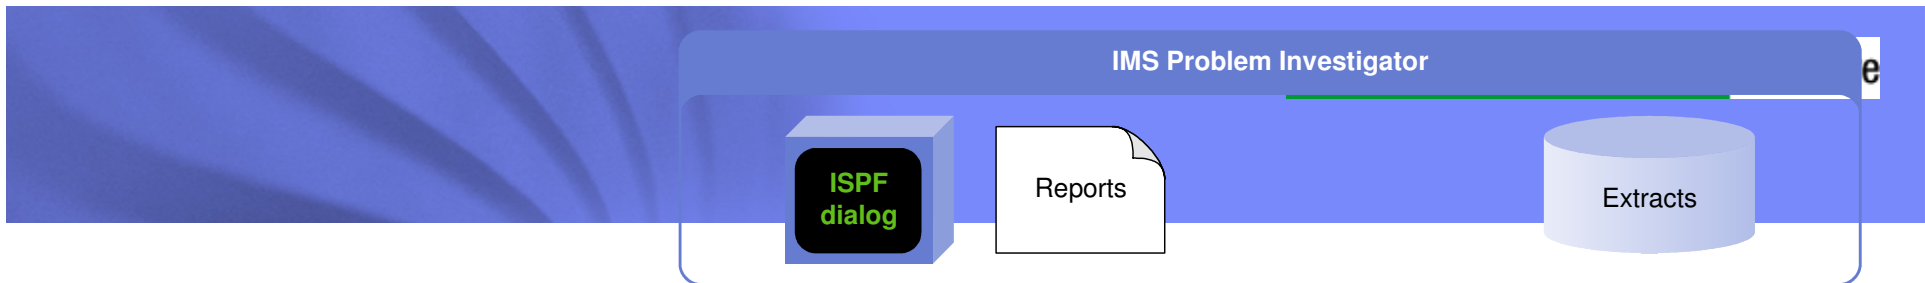 IMS Problem Investigator
e
ISPF
dialog
Reports
Extracts